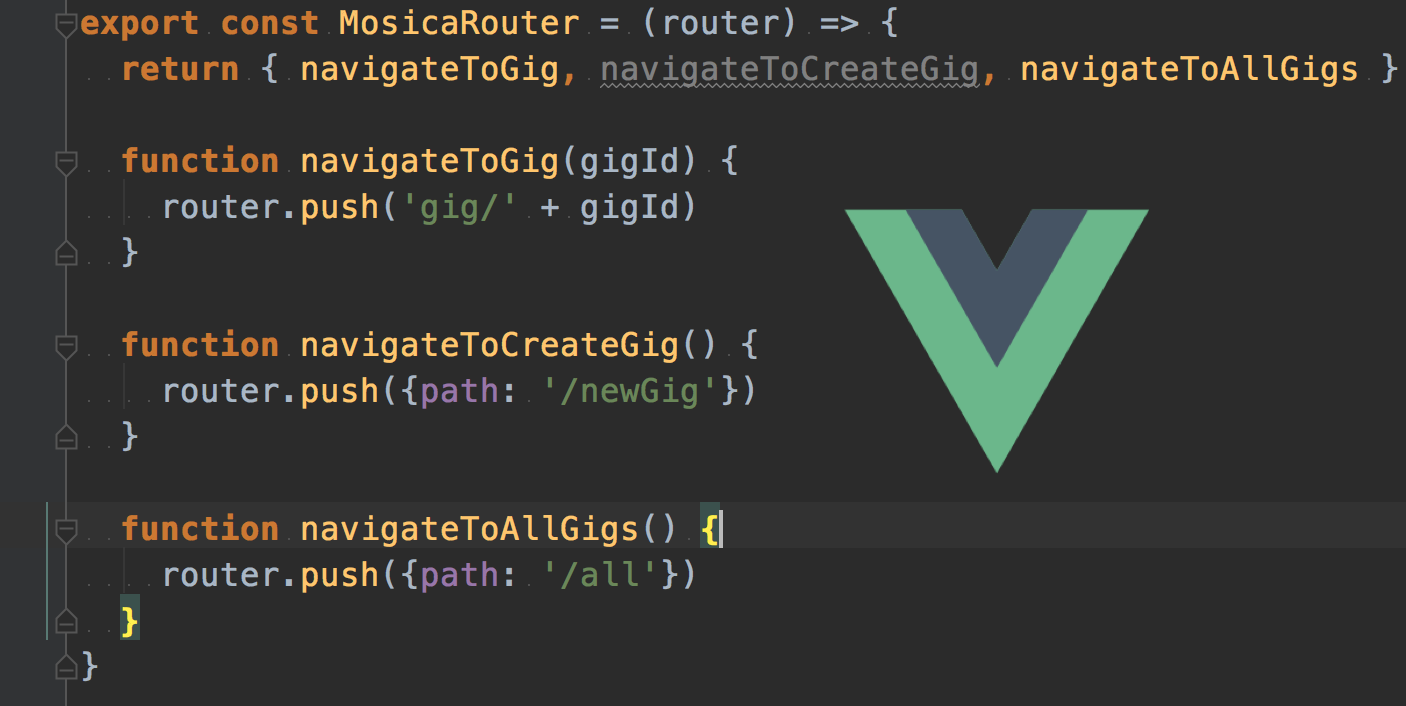 export const MosicaRouter = (router) => {
  return { navigateToGig, navigateToCreateGig, navigateToAllGigs }

  function navigateToGig(gigId) {
    router.push('gig/' + gigId)
  }

  function navigateToCreateGig() {
    router.push({path: '/newGig'})
  }

  function navigateToAllGigs() {
    router.push({path: '/all'})
  }
}